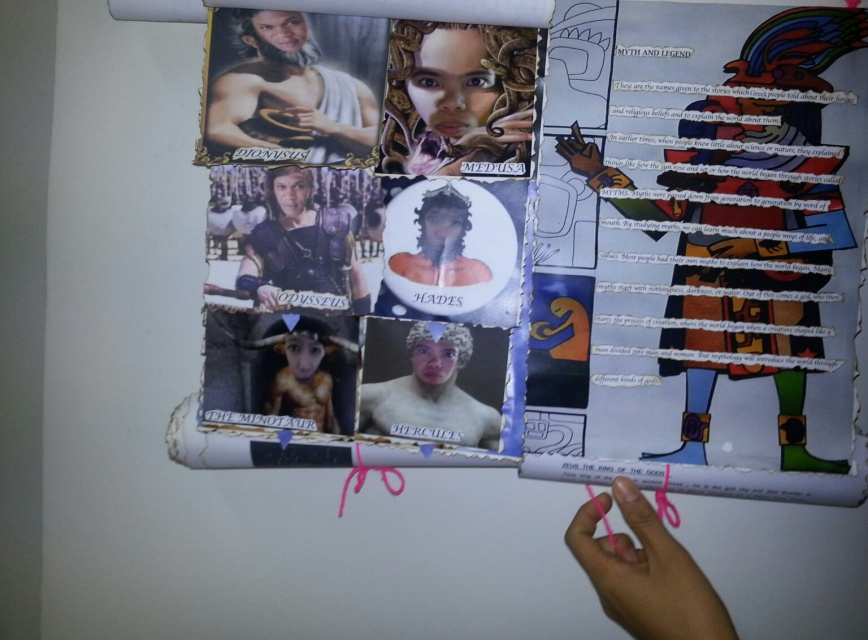 DIONYSUS
MEDUSA
ODYSSEUS
HADES
THE MINOTAUR
HERCULES
MYTH AND LEGEND
These are the names given to the stories which Greek people told about their
and religious beliefs and to explain the world about them.
In earlier times, when people knew little about science or nature, they explained
things like how the sun rose and set or how the world began through stories called
MYTHS. Myths were passed down from generation to generation by word of
mouth. By studying myths, we can learn much about a people ways of life, and
values. Most people had their own myths to explain how the world began. Many
myths start with nothingness, darkness, or water. Out of this comes a god, who then
starts the process of creation, where the world began when a creature shaped like a
man divided into man and woman. But mythology will introduce the world through
different kinds of gods.
ZEUS THE KING OF THE GODS